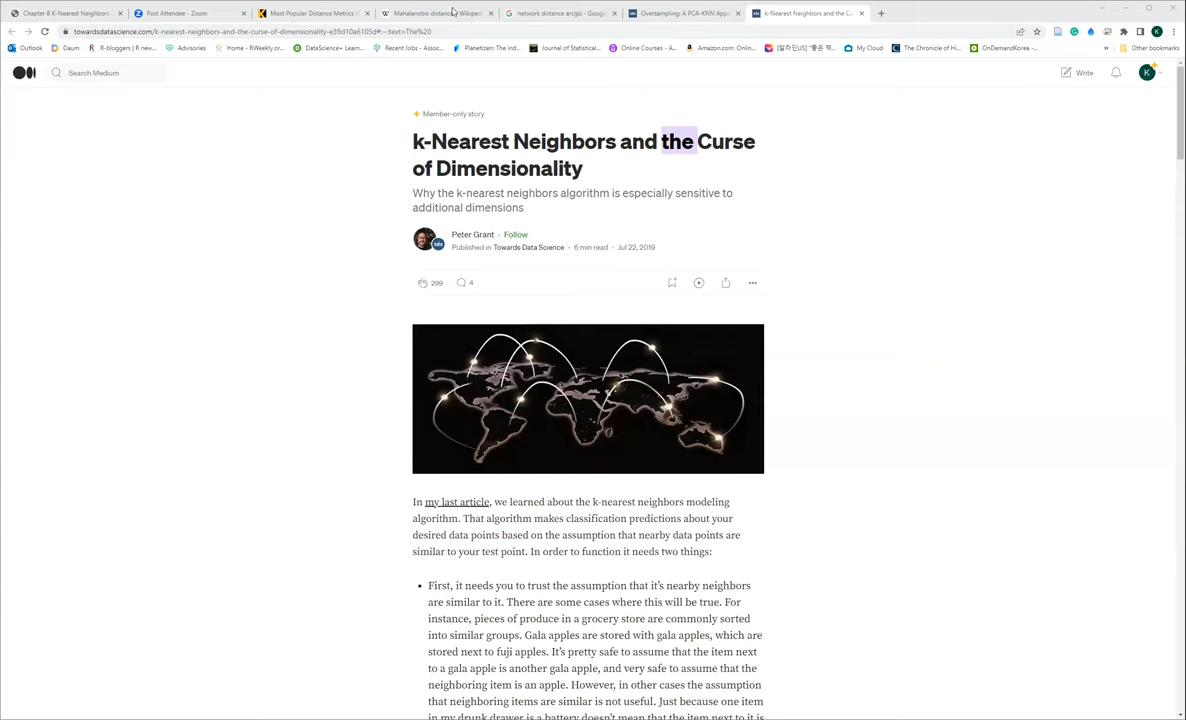 Chapter 8 K-Nearest Neighbors
Post Attendee - Zoom
Most Popular Distance Metrics U
Mahalanobis distance - Wikiped
network distance arcgis - Google
Oversampling: A PCA-KNN Appr
k-Nearest Neighbors and the Cu
towardsdatascience.com/k-nearest-neighbors-and-the-curse-of-dimensionality-e39d10a6105d#:~:text=The%20
Outlook
Daum
R-bloggers | R new...
Advisories
Home - RWeekly.or...
DataScience+ Learn...
Recent Jobs - Assoc...
Planetizen: The ind...
Journal of Statistical...
Online Courses - A...
Amazon.com: Onlin...
[알라딘US] "좋은 책...
My Cloud
The Chronicle of Hi...
OnDemandKorea -...
Other bookmarks
Search Medium
Write
K
Member-only story
k-Nearest Neighbors and the Curse
of Dimensionality
Why the k-nearest neighbors algorithm is especially sensitive to
additional dimensions
Peter Grant · Follow
Published in Towards Data Science · 6 min read · Jul 22, 2019
299
4
In my last article, we learned about the k-nearest neighbors modeling
algorithm. That algorithm makes classification predictions about your
desired data points based on the assumption that nearby data points are
similar to your test point. In order to function it needs two things:
• First, it needs you to trust the assumption that it's nearby neighbors
are similar to it. There are some cases where this will be true. For
instance, pieces of produce in a grocery store are commonly sorted
into similar groups. Gala apples are stored with gala apples, which are
stored next to fuji apples. It's pretty safe to assume that the item next
to a gala apple is another gala apple, and very safe to assume that the
neighboring item is an apple. However, in other cases the assumption
that neighboring items are similar is not useful. Just because one item
in my drunk drawer is a battery doesn't mean that the item next to it is